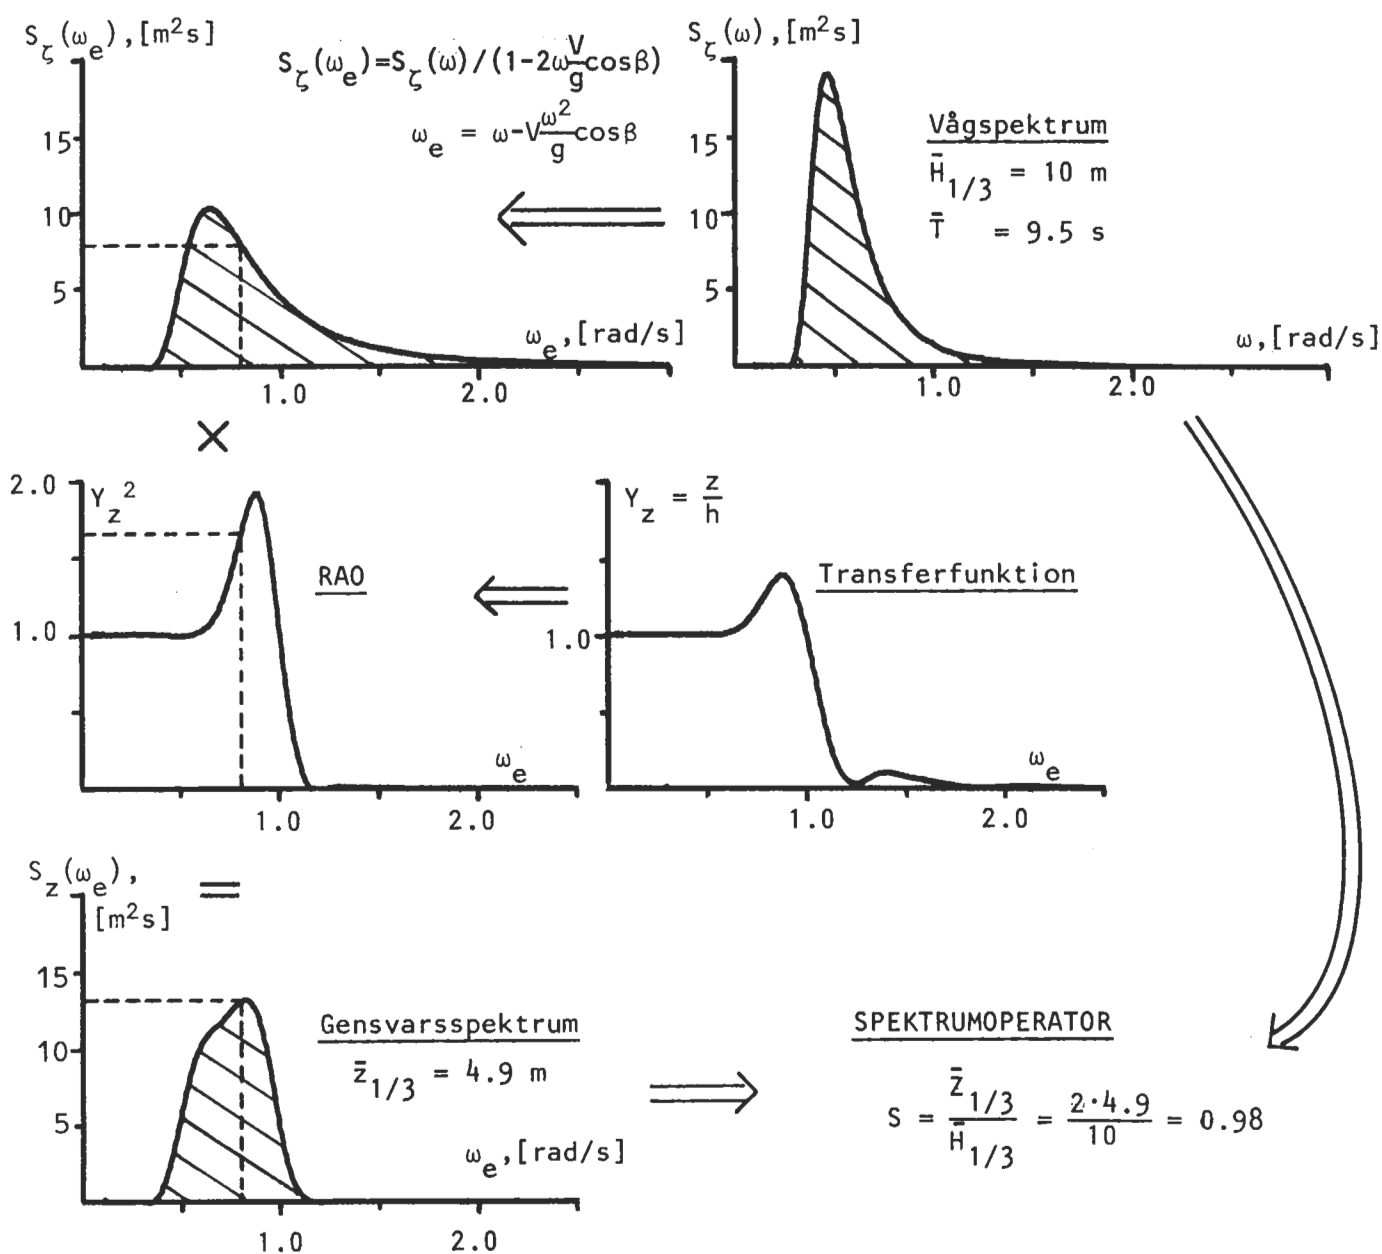 S_ζ(ω_e),[m²s]
S_ζ(ω_e)=S_ζ(ω)/(1-2ω V/g cosβ)
ω_e = ω-V ω²/g cosβ
15
10
5
ω_e,[rad/s]
1.0 2.0
S_ζ(ω),[m²s]
Vågspektrum
H̄_1/3 = 10 m
T̄ = 9.5 s
15
10
5
ω,[rad/s]
1.0 2.0
×
2.0
Y_z²
RAO
1.0
ω_e
1.0 2.0
Y_z = z/h
Transferfunktion
1.0
ω_e
1.0 2.0
=
S_z(ω_e),
[m²s]
15
10
5
Gensvarsspektrum
z̄_1/3 = 4.9 m
ω_e,[rad/s]
1.0 2.0
SPEKTRUMOPERATOR
S = Z̄_1/3 / H̄_1/3 = 2·4.9/10 = 0.98